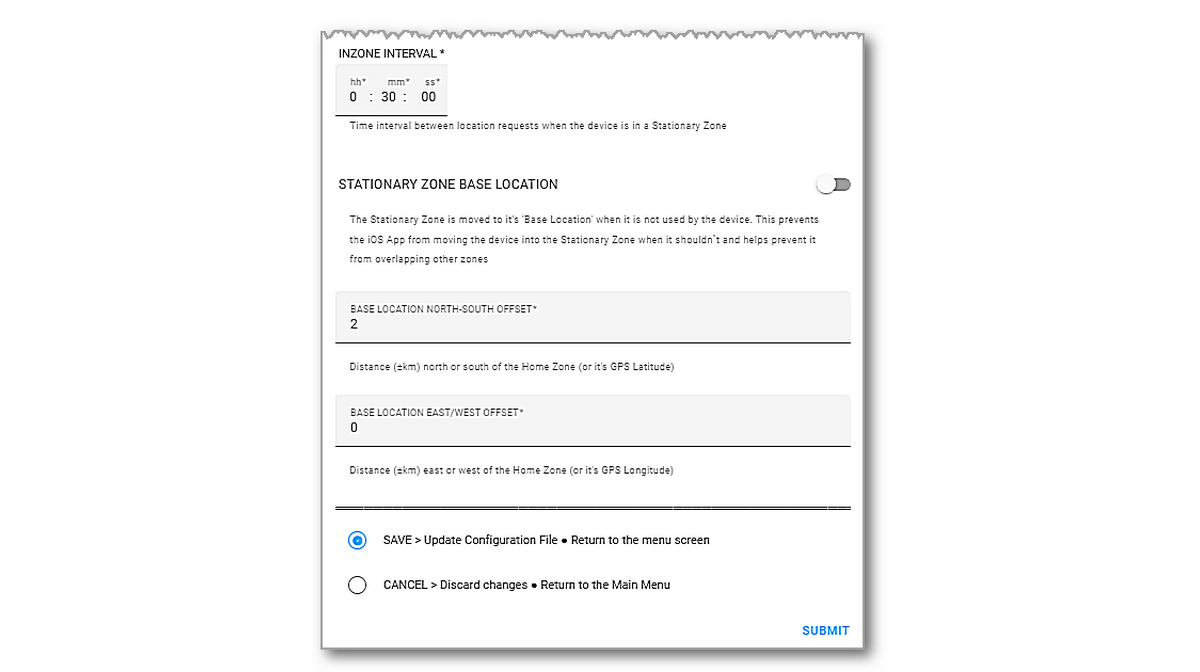 INZONE INTERVAL *
hh* mm* ss*
0 : 30 : 00
Time interval between location requests when the device is in a Stationary Zone
STATIONARY ZONE BASE LOCATION
The Stationary Zone is moved to it's 'Base Location' when it is not used by the device. This prevents
the iOS App from moving the device into the Stationary Zone when it shouldn`t and helps prevent it
from overlapping other zones
BASE LOCATION NORTH-SOUTH OFFSET*
2
Distance (±km) north or south of the Home Zone (or it's GPS Latitude)
BASE LOCATION EAST/WEST OFFSET*
0
Distance (±km) east or west of the Home Zone (or it's GPS Longitude)
SAVE > Update Configuration File ● Return to the menu screen
CANCEL > Discard changes ● Return to the Main Menu
SUBMIT